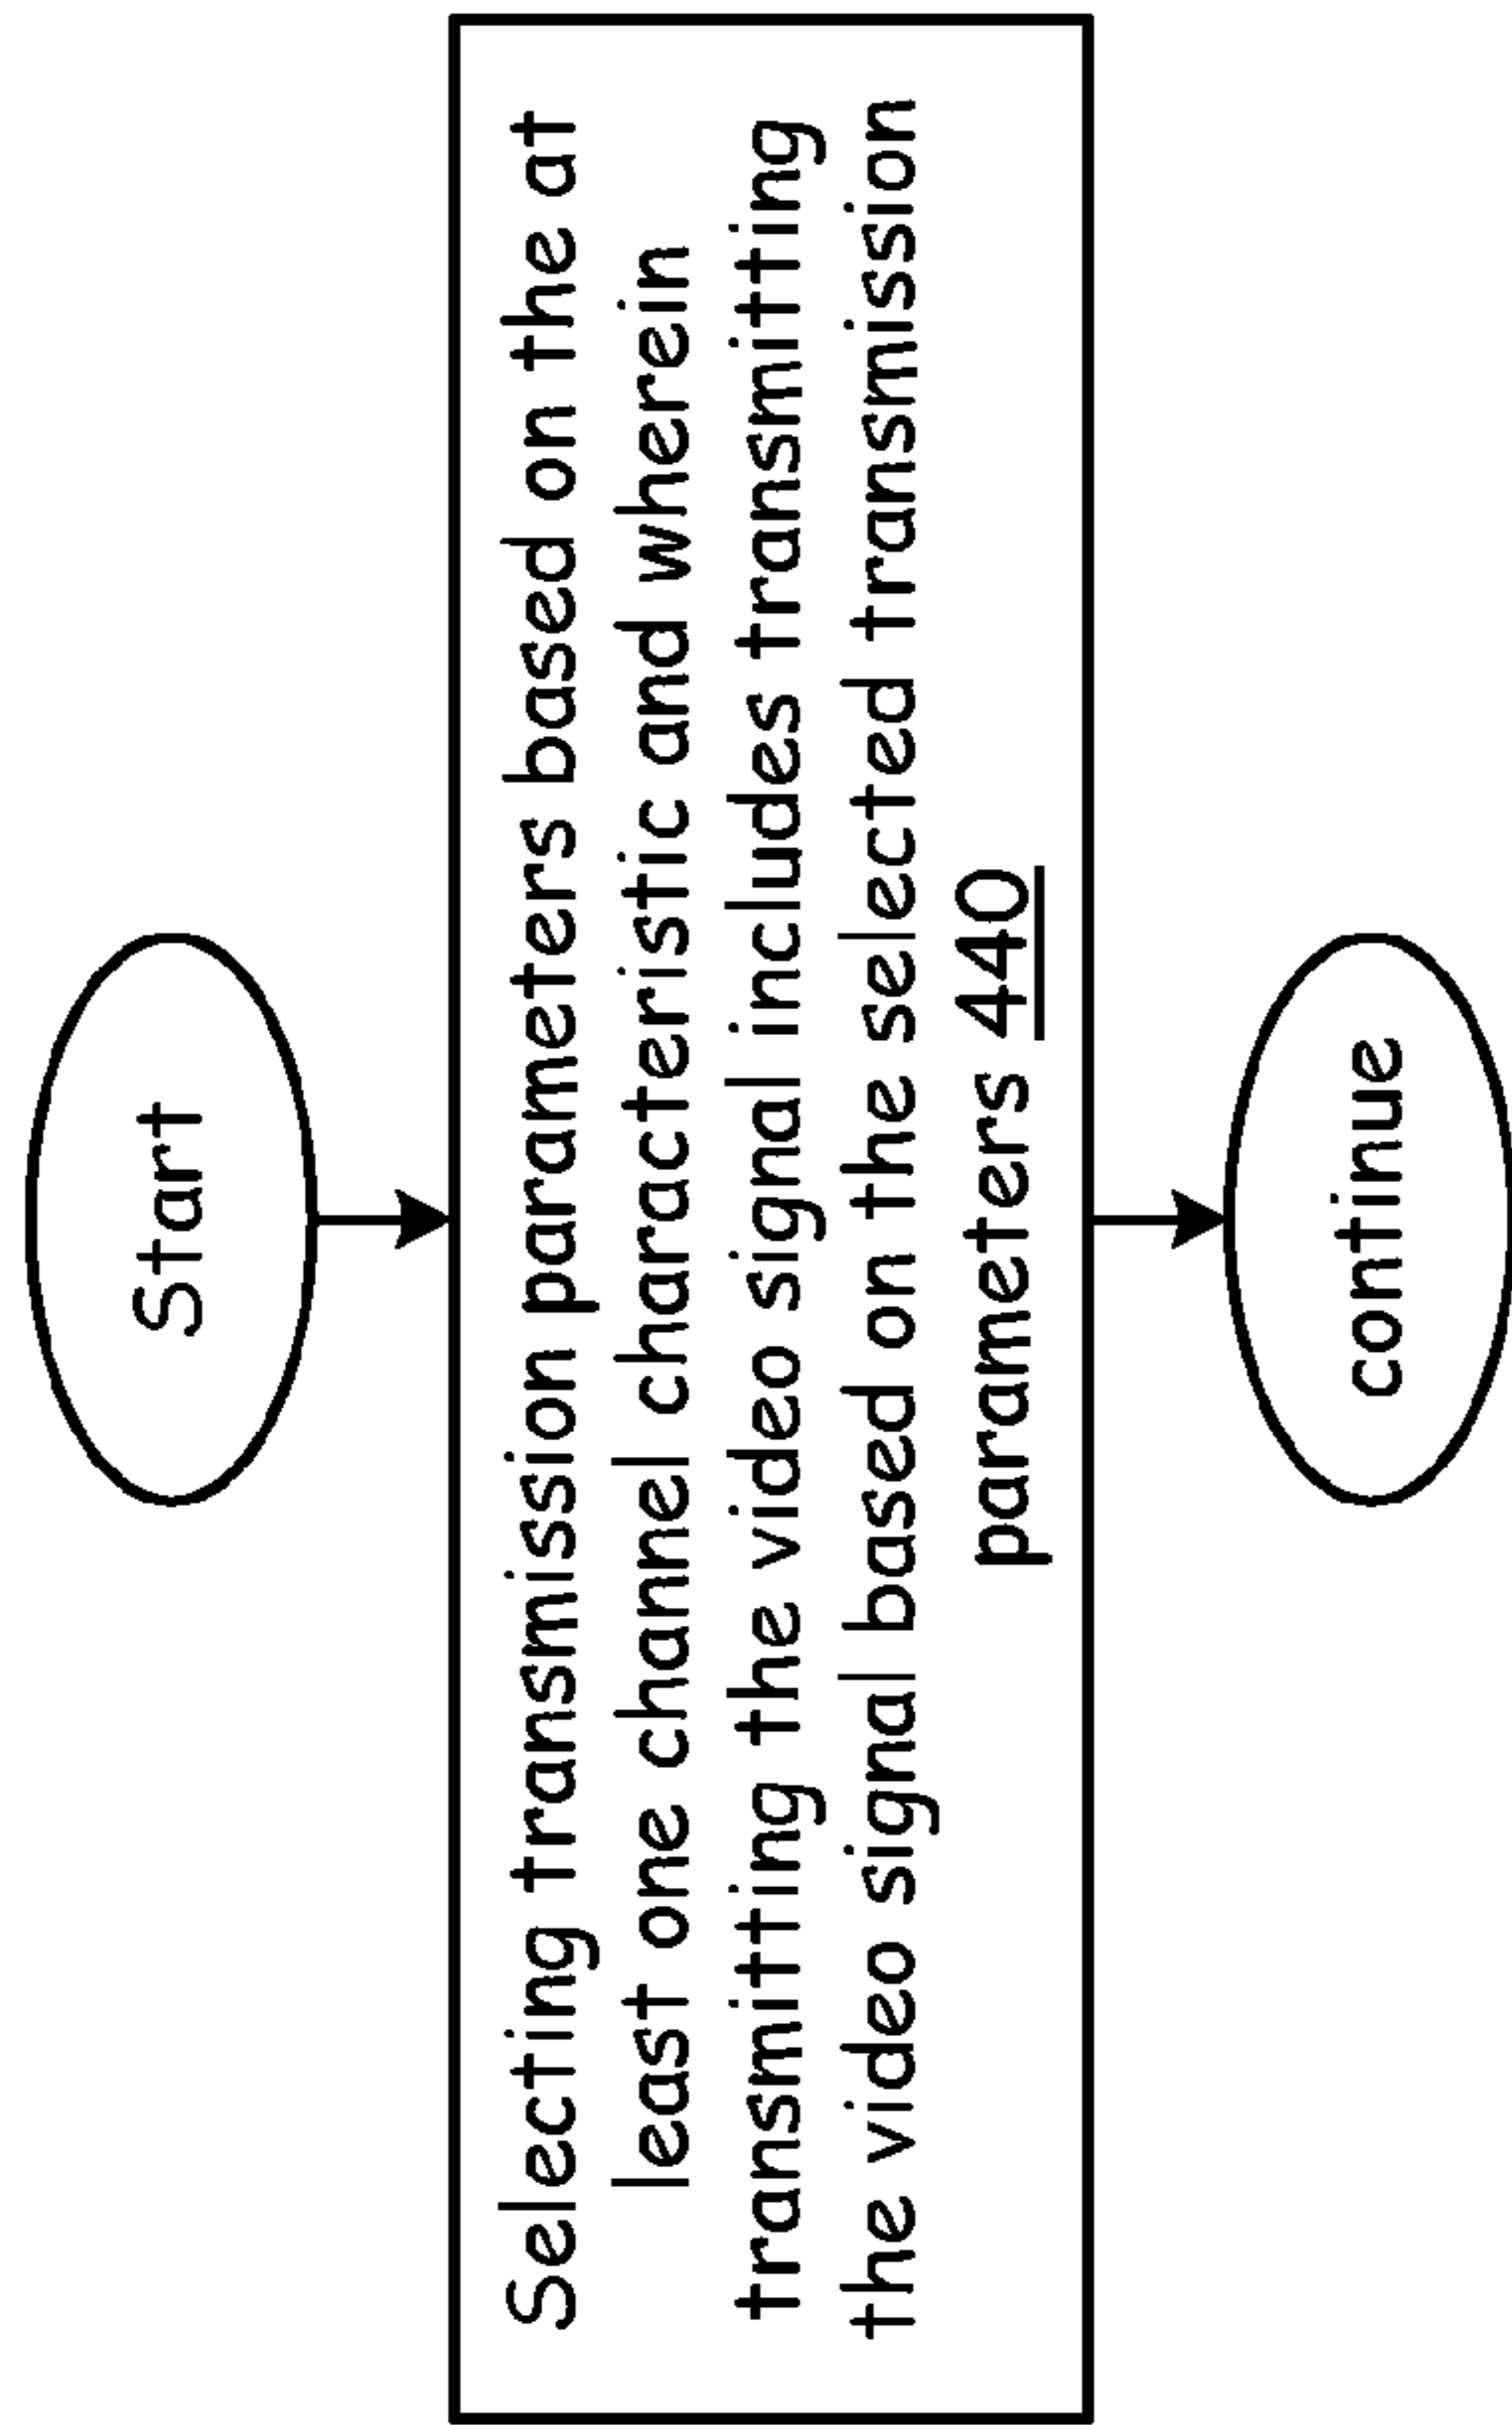 Start
Selecting transmission parameters based on the at
least one channel characteristic and wherein
transmitting the video signal includes transmitting
the video signal based on the selected transmission
parameters 440
continue